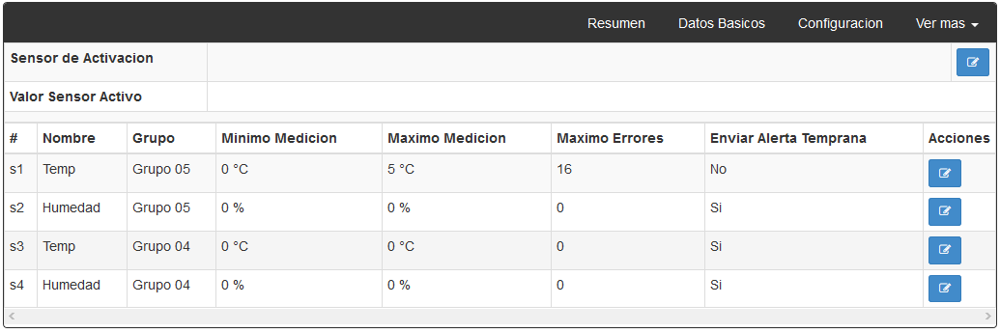 Resumen Datos Basicos Configuracion Ver mas
Sensor de Activacion
Valor Sensor Activo
# Nombre Grupo Minimo Medicion Maximo Medicion Maximo Errores Enviar Alerta Temprana Acciones
s1 Temp Grupo 05 0 °C 5 °C 16 No
s2 Humedad Grupo 05 0 % 0 % 0 Si
s3 Temp Grupo 04 0 °C 0 °C 0 Si
s4 Humedad Grupo 04 0 % 0 % 0 Si